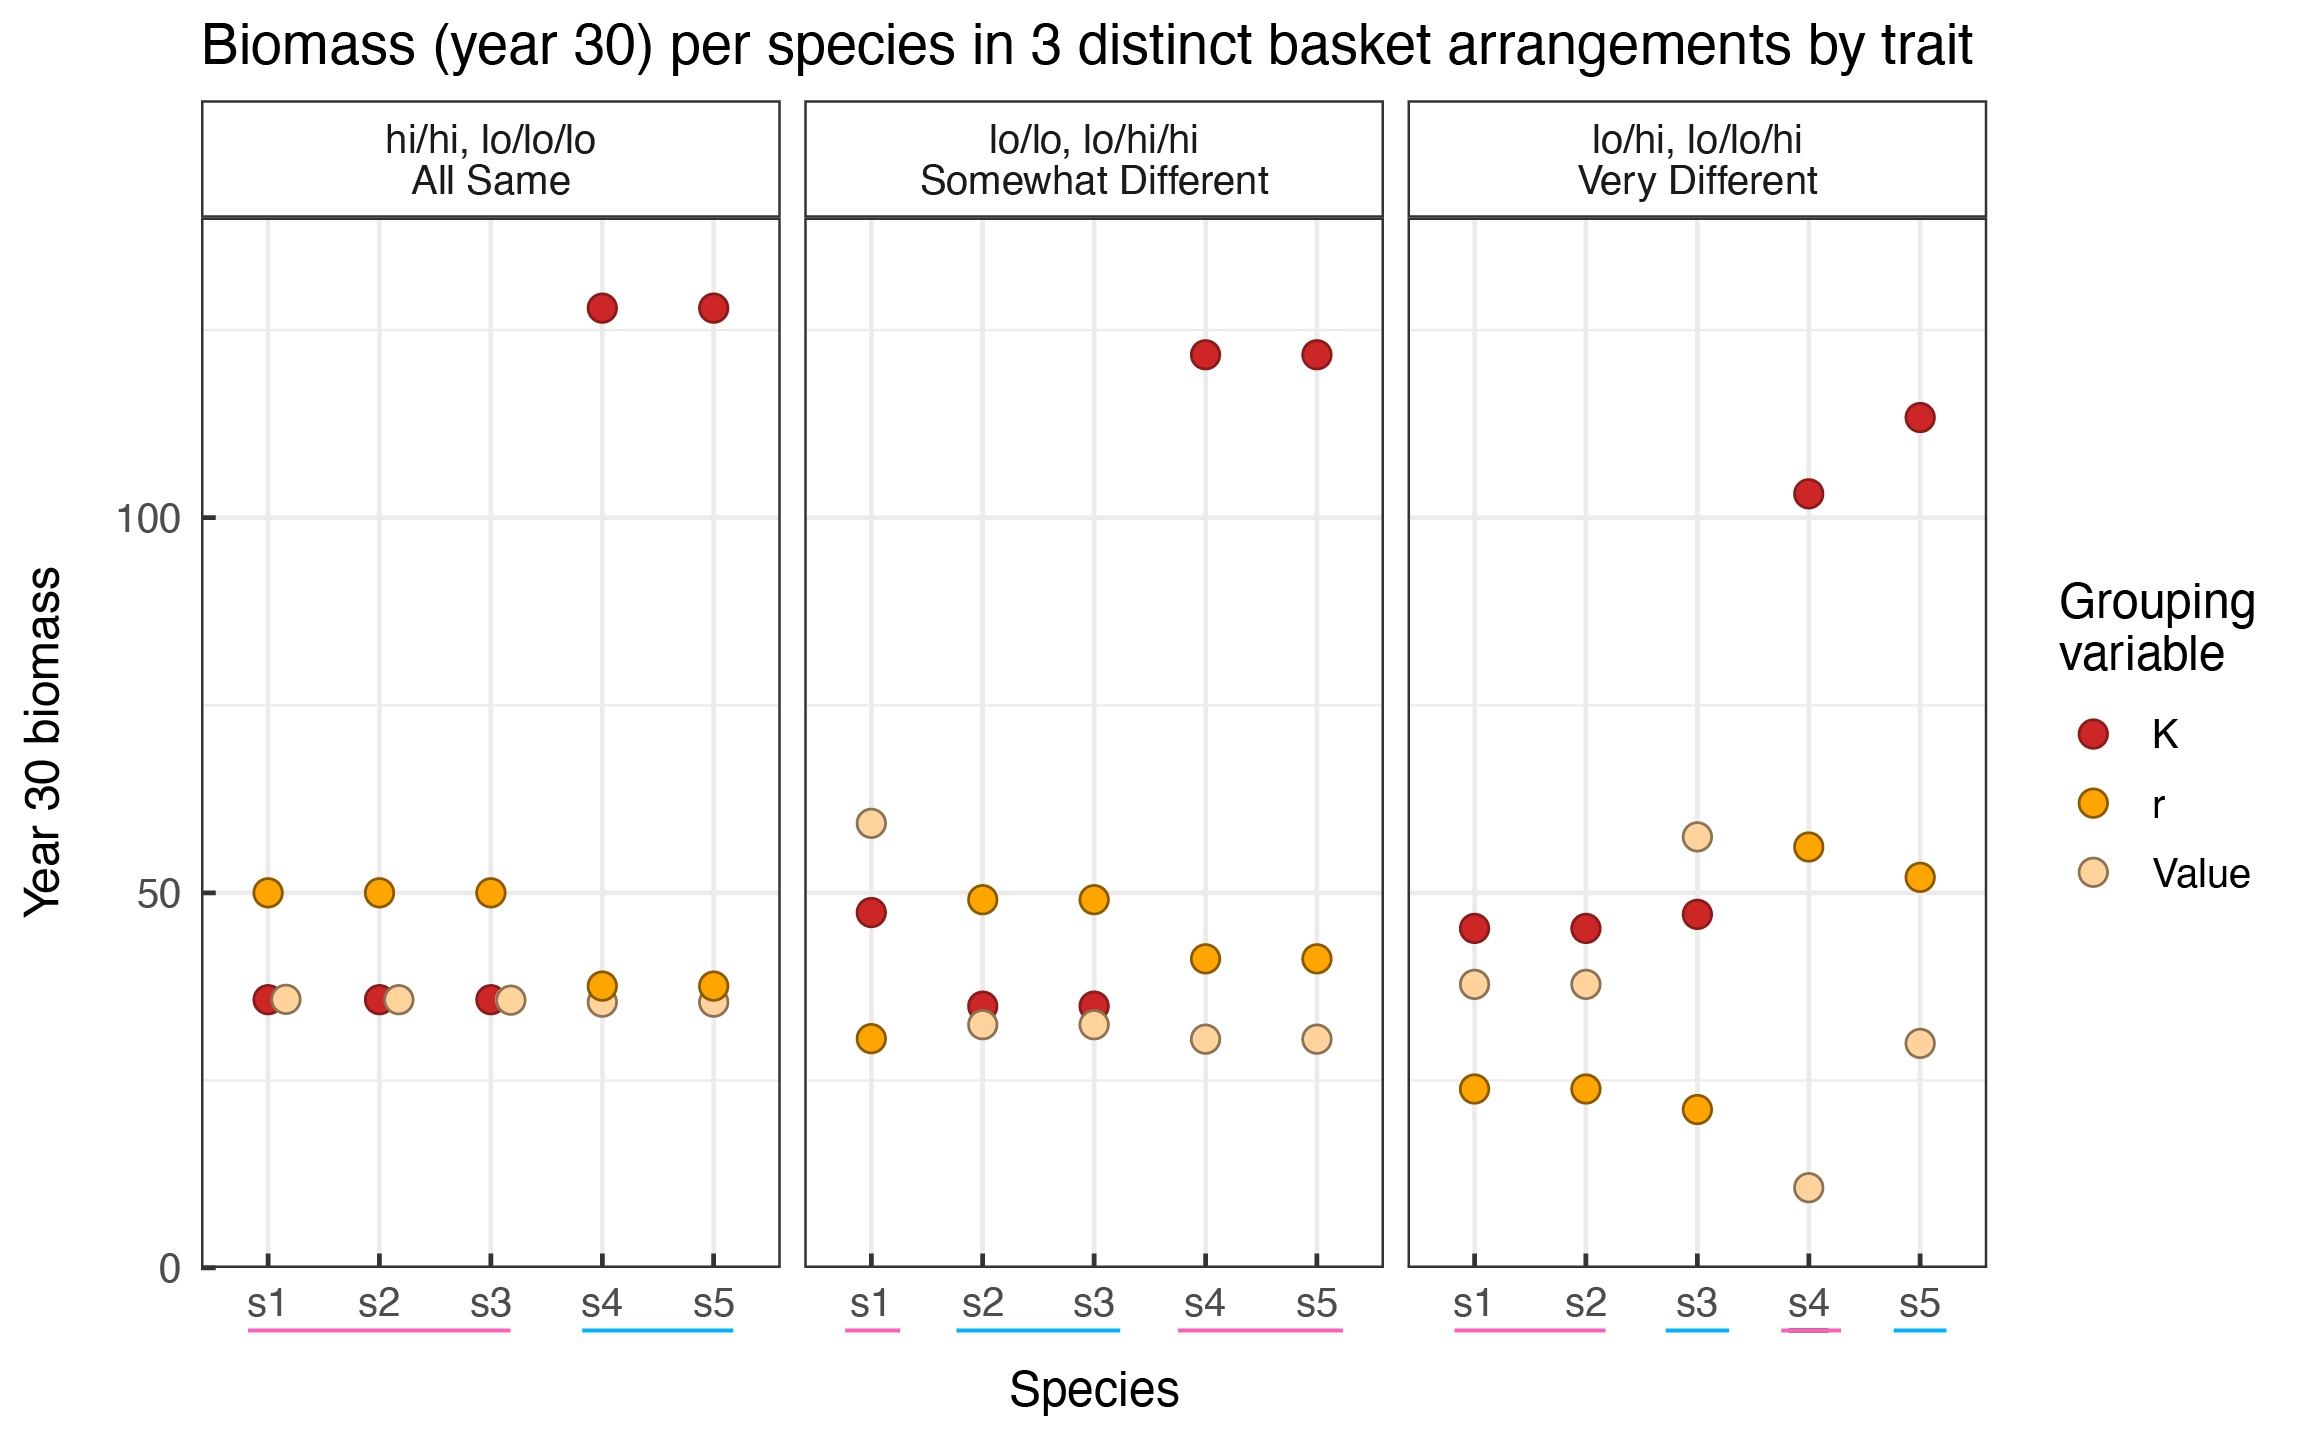 Biomass (year 30) per species in 3 distinct basket arrangements by trait
hi/hi, lo/lo/lo
All Same
lo/lo, lo/hi/hi
Somewhat Different
lo/hi, lo/lo/hi
Very Different
Year 30 biomass
100
50
0
s1 s2 s3 s4 s5
s1 s2 s3 s4 s5
s1 s2 s3 s4 s5
Species
Grouping
variable
K
r
Value